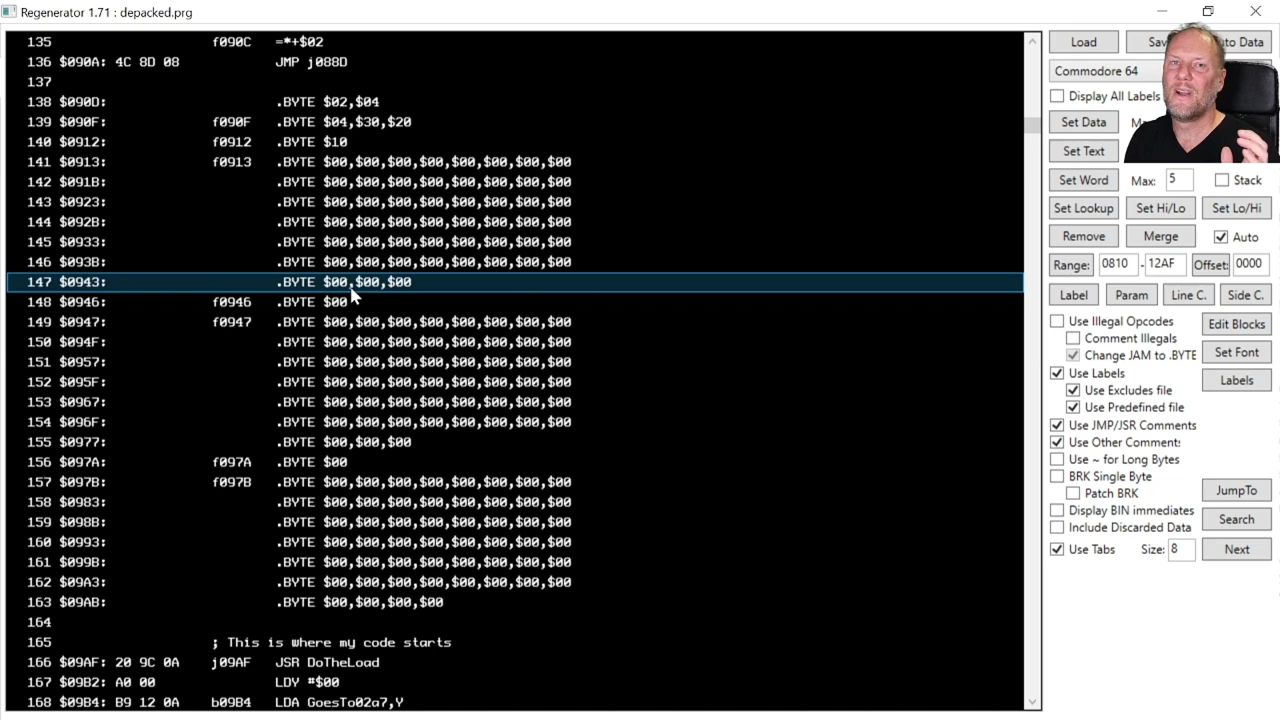 Regenerator 1.71 : depacked.prg
135 f090C =*+$02
136 $090A: 4C 8D 08 JMP j088D
137
138 $090D: .BYTE $02,$04
139 $090F: f090F .BYTE $04,$30,$20
140 $0912: f0912 .BYTE $10
141 $0913: f0913 .BYTE $00,$00,$00,$00,$00,$00,$00,$00
142 $091B: .BYTE $00,$00,$00,$00,$00,$00,$00,$00
143 $0923: .BYTE $00,$00,$00,$00,$00,$00,$00,$00
144 $092B: .BYTE $00,$00,$00,$00,$00,$00,$00,$00
145 $0933: .BYTE $00,$00,$00,$00,$00,$00,$00,$00
146 $093B: .BYTE $00,$00,$00,$00,$00,$00,$00,$00
147 $0943: .BYTE $00,$00,$00
148 $0946: f0946 .BYTE $00
149 $0947: f0947 .BYTE $00,$00,$00,$00,$00,$00,$00,$00
150 $094F: .BYTE $00,$00,$00,$00,$00,$00,$00,$00
151 $0957: .BYTE $00,$00,$00,$00,$00,$00,$00,$00
152 $095F: .BYTE $00,$00,$00,$00,$00,$00,$00,$00
153 $0967: .BYTE $00,$00,$00,$00,$00,$00,$00,$00
154 $096F: .BYTE $00,$00,$00,$00,$00,$00,$00,$00
155 $0977: .BYTE $00,$00,$00
156 $097A: f097A .BYTE $00
157 $097B: f097B .BYTE $00,$00,$00,$00,$00,$00,$00,$00
158 $0983: .BYTE $00,$00,$00,$00,$00,$00,$00,$00
159 $098B: .BYTE $00,$00,$00,$00,$00,$00,$00,$00
160 $0993: .BYTE $00,$00,$00,$00,$00,$00,$00,$00
161 $099B: .BYTE $00,$00,$00,$00,$00,$00,$00,$00
162 $09A3: .BYTE $00,$00,$00,$00,$00,$00,$00,$00
163 $09AB: .BYTE $00,$00,$00,$00
164
165 ; This is where my code starts
166 $09AF: 20 9C 0A j09AF JSR DoTheLoad
167 $09B2: A0 00 LDY #$00
168 $09B4: B9 12 0A b09B4 LDA GoesTo02a7,Y
Load Data
Commodore 64
Display All Labels
Set Data
Set Text
Set Word Max: 5 Stack
Set Lookup Set Hi/Lo Set Lo/Hi
Remove Merge Auto
Range: 0810 - 12AF Offset: 0000
Label Param Line C. Side C.
Use Illegal Opcodes Edit Blocks
Comment Illegals
Change JAM to .BYTE Set Font
Use Labels Labels
Use Excludes file
Use Predefined file
Use JMP/JSR Comments
Use Other Comments
Use ~ for Long Bytes
BRK Single Byte
Patch BRK JumpTo
Display BIN immediates
Include Discarded Data Search
Use Tabs Size: 8 Next